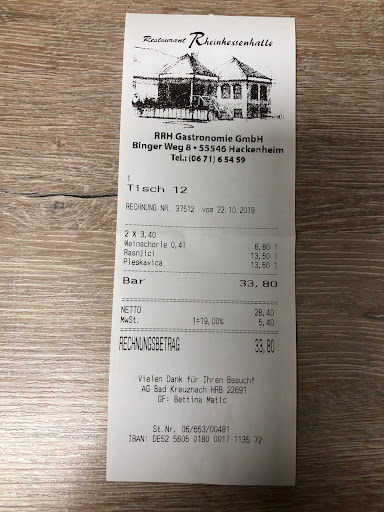 Restaurant Rheinhessenhalle
RRH Gastronomie GmbH
Binger Weg 8 • 55546 Hackenheim
Tel.: (06 71) 6 54 59
1
Tisch 12
RECHNUNG NR. 37512 vom 22.10.2018
2 X 3,40
Weinschorle 0,4l 6,80 1
Rasnjici 13,50 1
Pleskavica 13,50 1
Bar 33,80
NETTO 28,40
MwSt. 1=19,00% 5,40
RECHNUNGSBETRAG 33,80
Vielen Dank für Ihren Besuch!
AG Bad Kreuznach HRB 22691
GF: Bettina Matic
St.Nr. 06/653/00481
IBAN: DE52 5605 0180 0017 1135 72